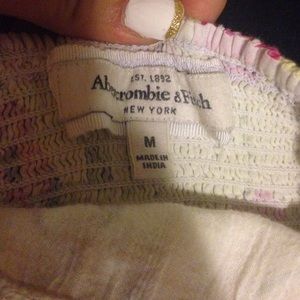 EST. 1892
Abercrombie & Fitch
NEW YORK
M
MADE IN
INDIA